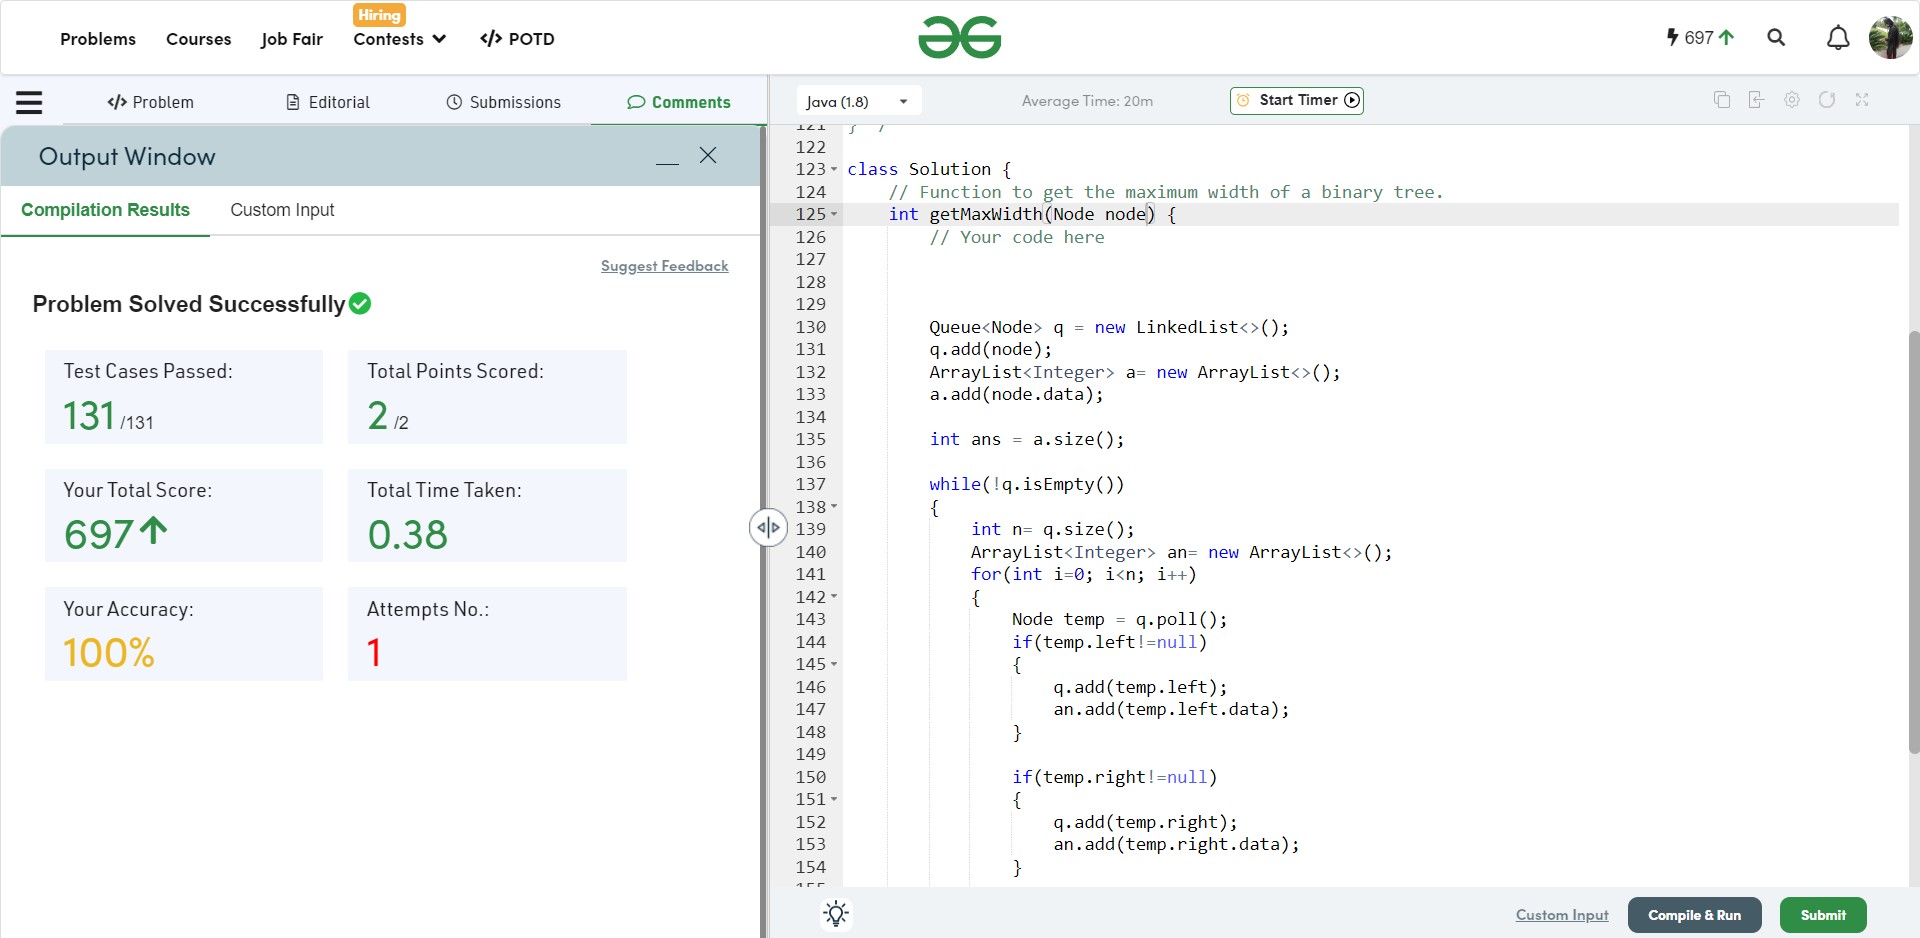 Problems Courses Job Fair Hiring Contests </> POTD
697
</> Problem Editorial Submissions Comments
Output Window
Compilation Results Custom Input
Suggest Feedback
Problem Solved Successfully
Test Cases Passed:
131 /131
Total Points Scored:
2 /2
Your Total Score:
697
Total Time Taken:
0.38
Your Accuracy:
100%
Attempts No.:
1
Java (1.8) Average Time: 20m Start Timer
121 } */
122
123 class Solution {
124 // Function to get the maximum width of a binary tree.
125 int getMaxWidth(Node node) {
126 // Your code here
127
128
129
130 Queue<Node> q = new LinkedList<>();
131 q.add(node);
132 ArrayList<Integer> a= new ArrayList<>();
133 a.add(node.data);
134
135 int ans = a.size();
136
137 while(!q.isEmpty())
138 {
139 int n= q.size();
140 ArrayList<Integer> an= new ArrayList<>();
141 for(int i=0; i<n; i++)
142 {
143 Node temp = q.poll();
144 if(temp.left!=null)
145 {
146 q.add(temp.left);
147 an.add(temp.left.data);
148 }
149
150 if(temp.right!=null)
151 {
152 q.add(temp.right);
153 an.add(temp.right.data);
154 }
155
Custom Input Compile & Run Submit